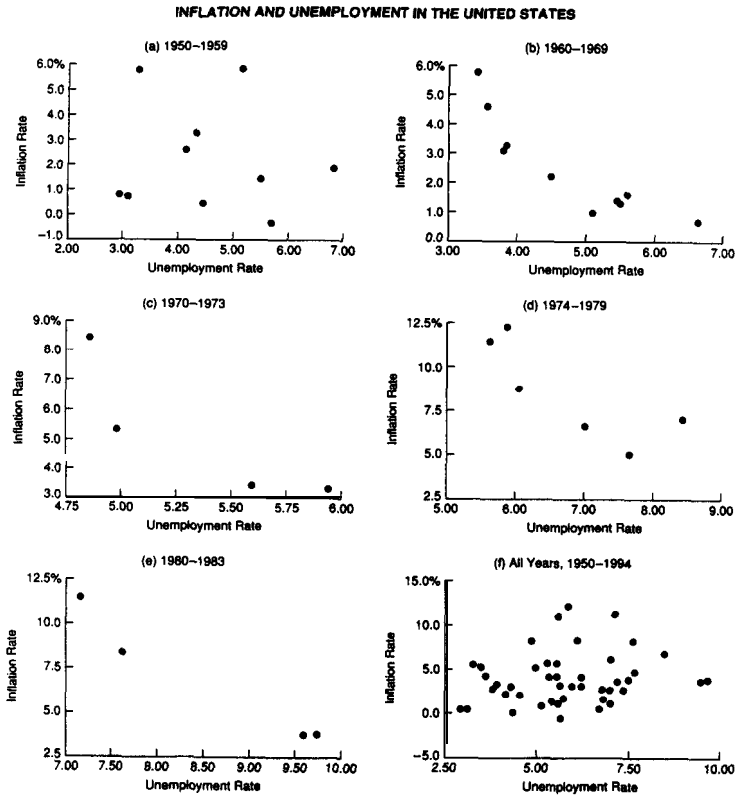 INFLATION AND UNEMPLOYMENT IN THE UNITED STATES
(a) 1950–1959
6.0%
5.0
4.0
3.0
2.0
1.0
0.0
–1.0
Inflation Rate
2.00 3.00 4.00 5.00 6.00 7.00
Unemployment Rate
(b) 1960–1969
6.0%
5.0
4.0
3.0
2.0
1.0
0.0
Inflation Rate
3.00 4.00 5.00 6.00 7.00
Unemployment Rate
(c) 1970–1973
9.0%
8.0
7.0
6.0
5.0
4.0
3.0
Inflation Rate
4.75 5.00 5.25 5.50 5.75 6.00
Unemployment Rate
(d) 1974–1979
12.5%
10.0
7.5
5.0
2.5
Inflation Rate
5.00 6.00 7.00 8.00 9.00
Unemployment Rate
(e) 1980–1983
12.5%
10.0
7.5
5.0
2.5
Inflation Rate
7.00 7.50 8.00 8.50 9.00 9.50 10.00
Unemployment Rate
(f) All Years, 1950–1994
15.0%
10.0
5.0
0.0
–5.0
Inflation Rate
2.50 5.00 7.50 10.00
Unemployment Rate